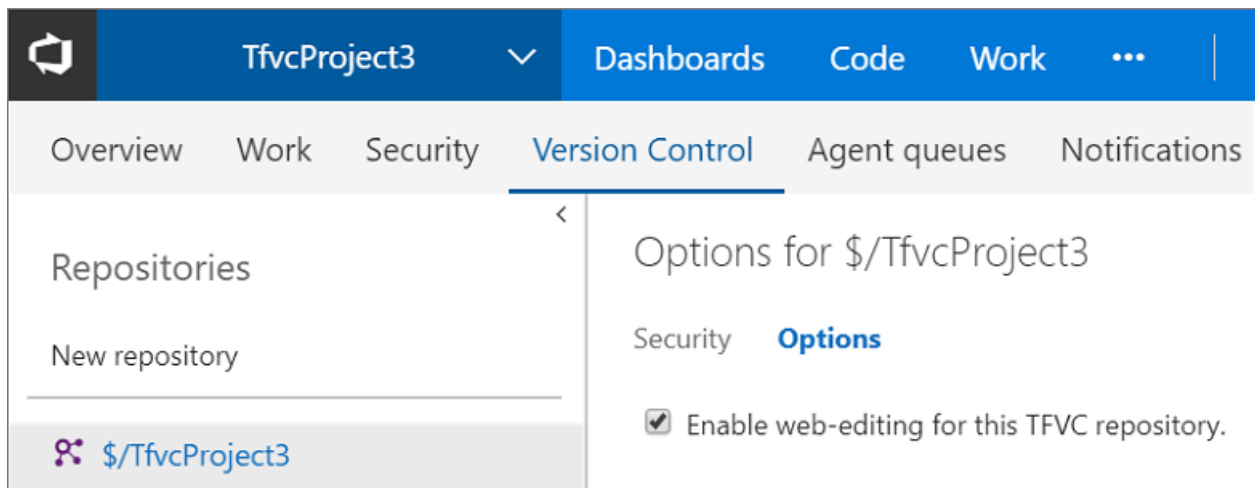 TfvcProject3 Dashboards Code Work •••
Overview Work Security Version Control Agent queues Notifications
Repositories
New repository
$/TfvcProject3
Options for $/TfvcProject3
Security Options
Enable web-editing for this TFVC repository.